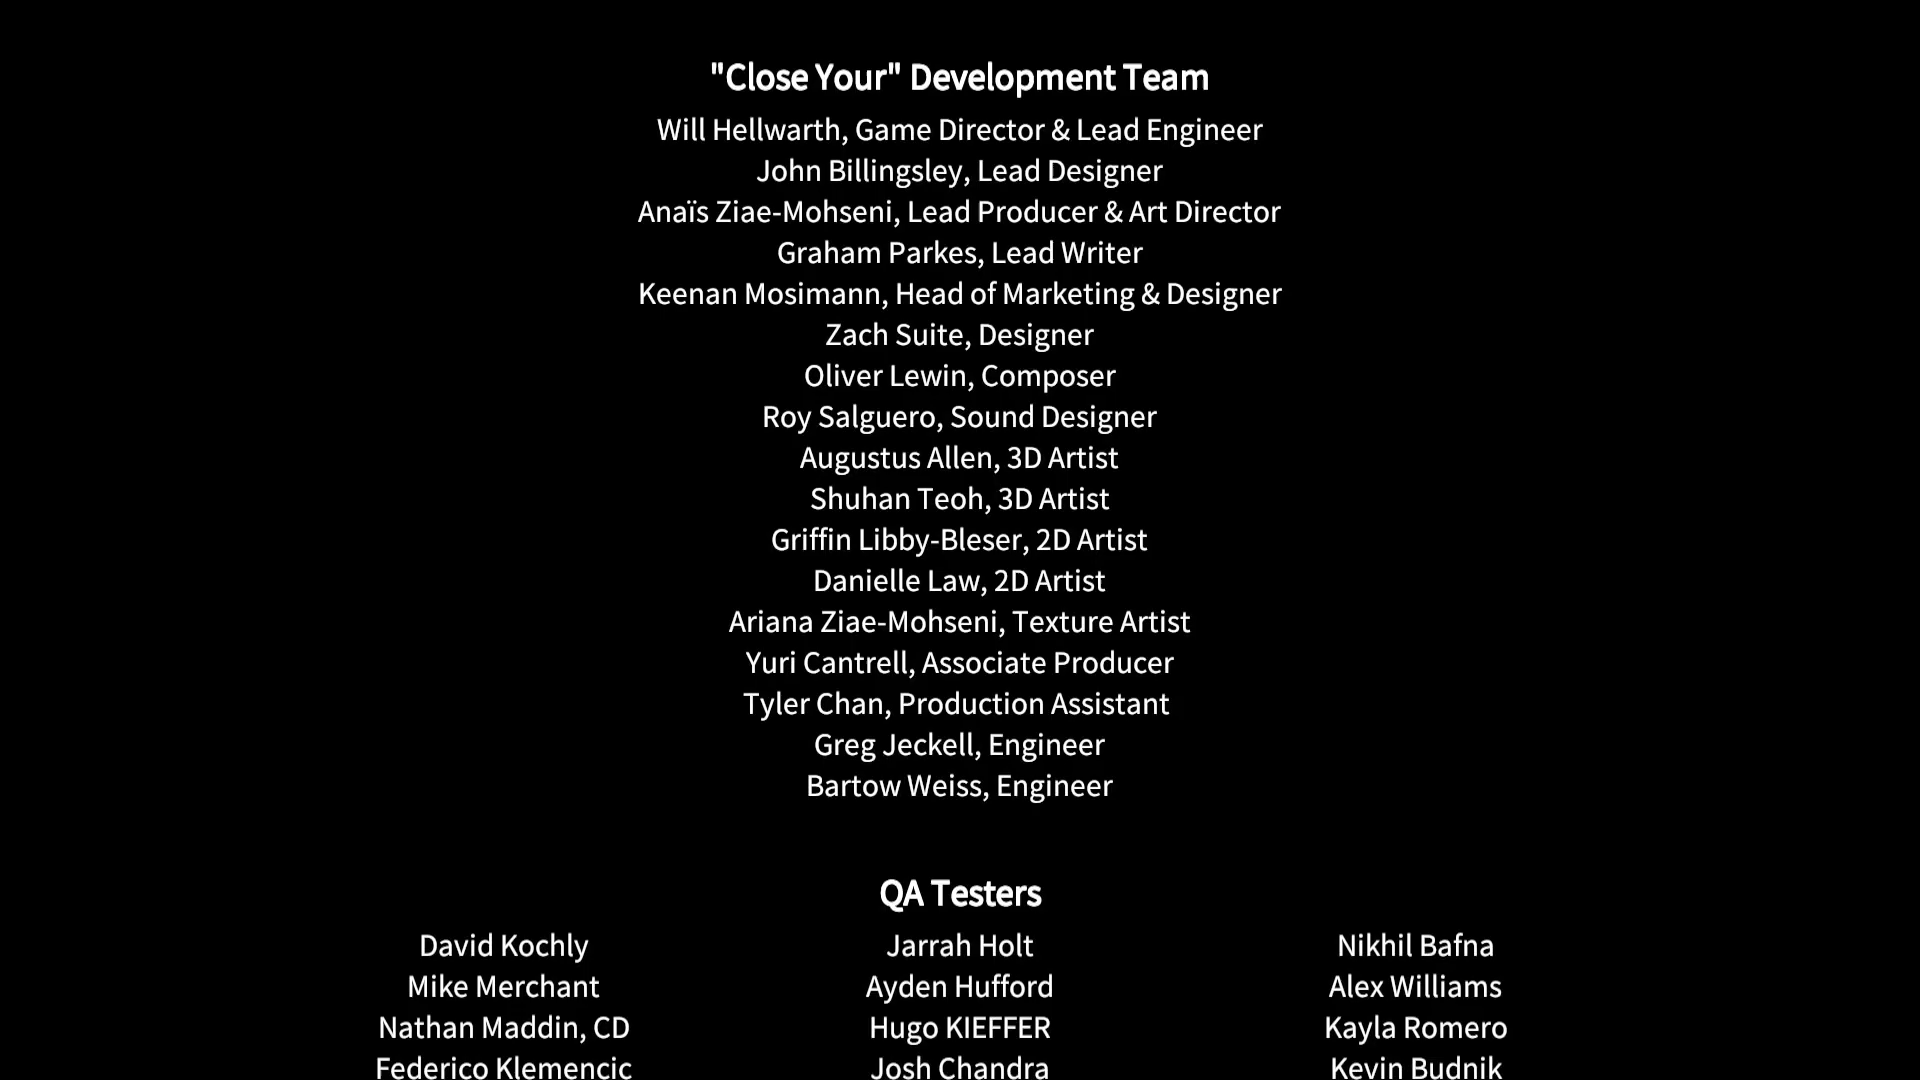 "Close Your" Development Team
Will Hellwarth, Game Director & Lead Engineer
John Billingsley, Lead Designer
Anaïs Ziae-Mohseni, Lead Producer & Art Director
Graham Parkes, Lead Writer
Keenan Mosimann, Head of Marketing & Designer
Zach Suite, Designer
Oliver Lewin, Composer
Roy Salguero, Sound Designer
Augustus Allen, 3D Artist
Shuhan Teoh, 3D Artist
Griffin Libby-Bleser, 2D Artist
Danielle Law, 2D Artist
Ariana Ziae-Mohseni, Texture Artist
Yuri Cantrell, Associate Producer
Tyler Chan, Production Assistant
Greg Jeckell, Engineer
Bartow Weiss, Engineer
QA Testers
David Kochly
Mike Merchant
Nathan Maddin, CD
Federico Klemencic
Jarrah Holt
Ayden Hufford
Hugo KIEFFER
Josh Chandra
Nikhil Bafna
Alex Williams
Kayla Romero
Kevin Budnik